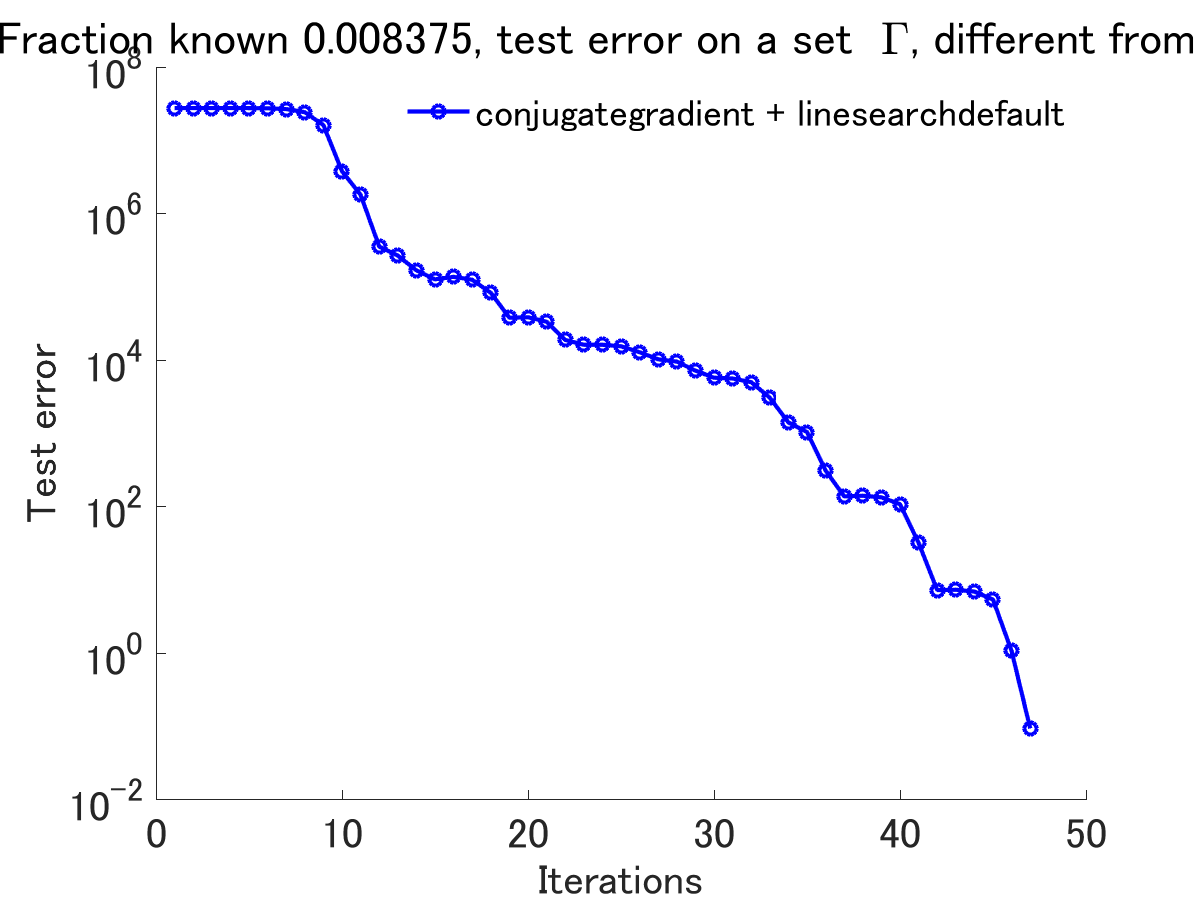 Fraction known 0.008375, test error on a set Γ, different from
10^8
conjugategradient + linesearchdefault
10^6
10^4
Test error
10^2
10^0
10^-2
0 10 20 30 40 50
Iterations